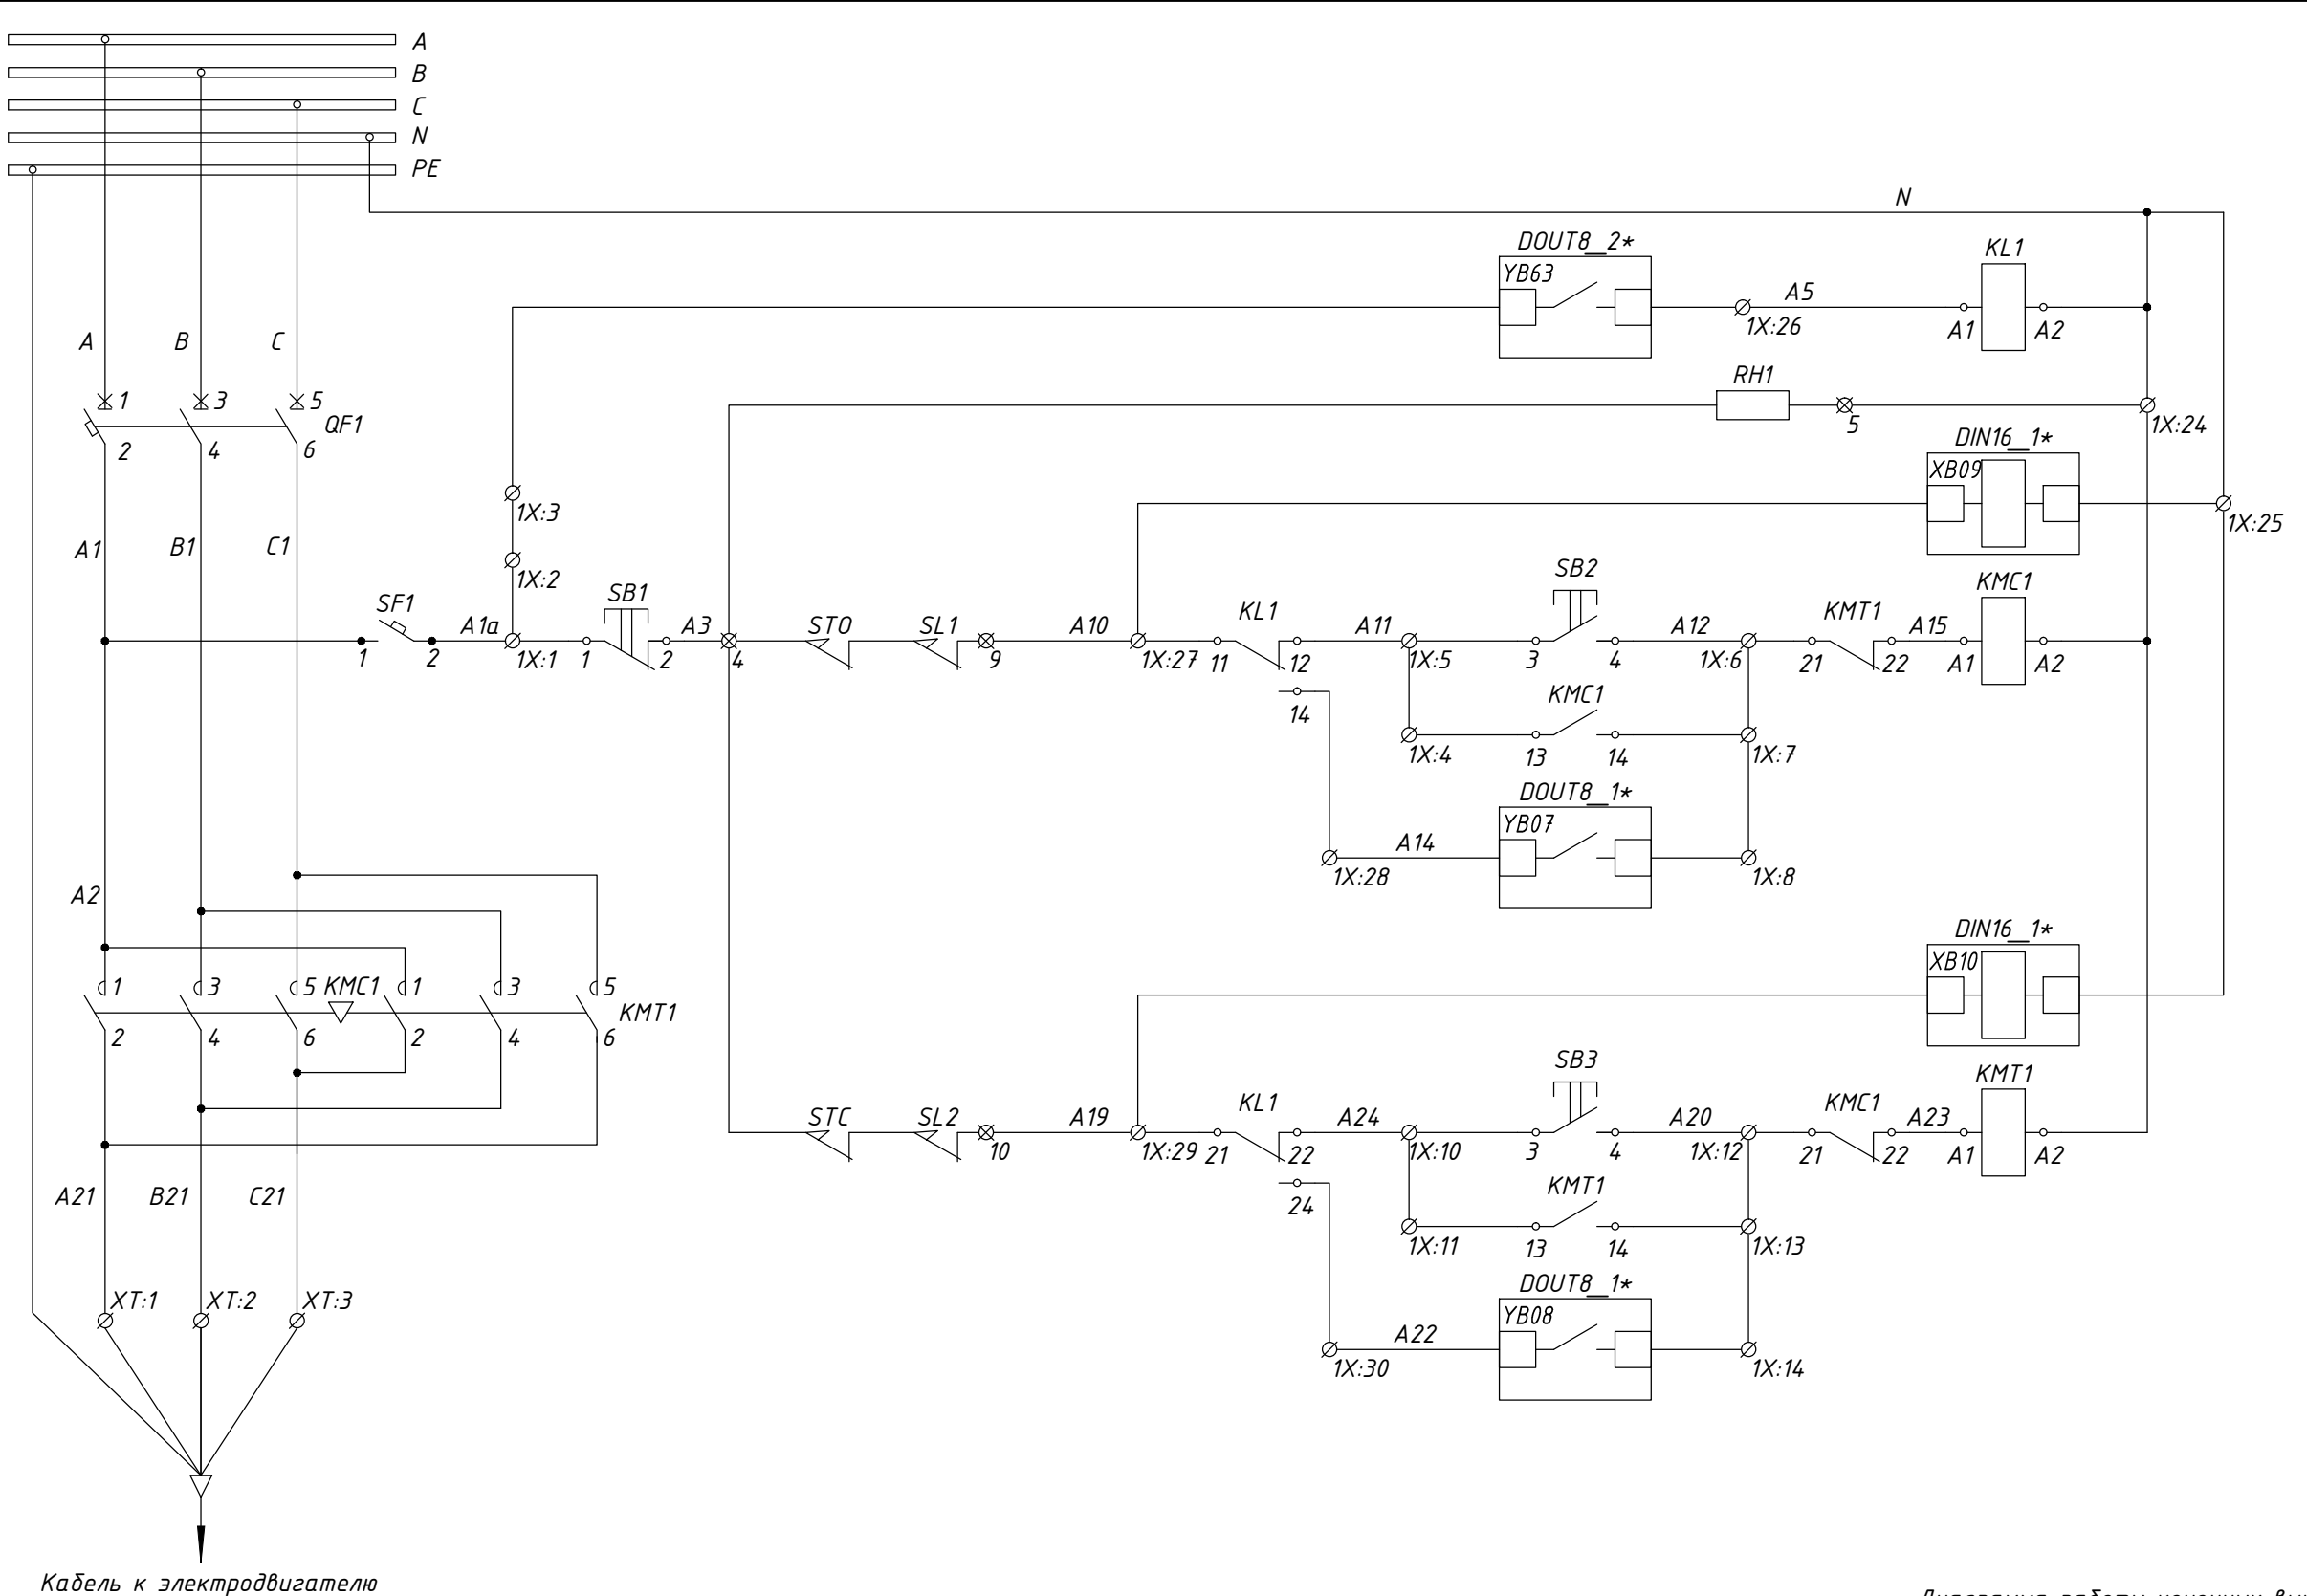 A
B
C
N
PE
N
DOUT8_2*
YB63
KL1
A5
1X:26
A1
A2
A
B
C
RH1
5
1X:24
1
3
5
QF1
2
4
6
DIN16_1*
XB09
1X:25
1X:3
1X:2
A1
B1
C1
SF1
1
2
A1a
1X:1
SB1
1
2
A3
4
STO
SL1
9
A10
1X:27
KL1
11
12
14
A11
1X:5
SB2
3
4
A12
1X:6
KMT1
21
22
A15
KMC1
A1
A2
KMC1
1X:4
13
14
1X:7
DOUT8_1*
YB07
A14
1X:28
1X:8
A2
1
3
5
KMC1
1
3
5
KMT1
2
4
6
2
4
6
DIN16_1*
XB10
STC
SL2
10
A19
1X:29
KL1
21
22
24
A24
1X:10
SB3
3
4
A20
1X:12
KMC1
21
22
A23
KMT1
A1
A2
A21
B21
C21
KMT1
1X:11
13
14
1X:13
DOUT8_1*
YB08
A22
1X:30
1X:14
XT:1
XT:2
XT:3
Кабель к электродвигателю